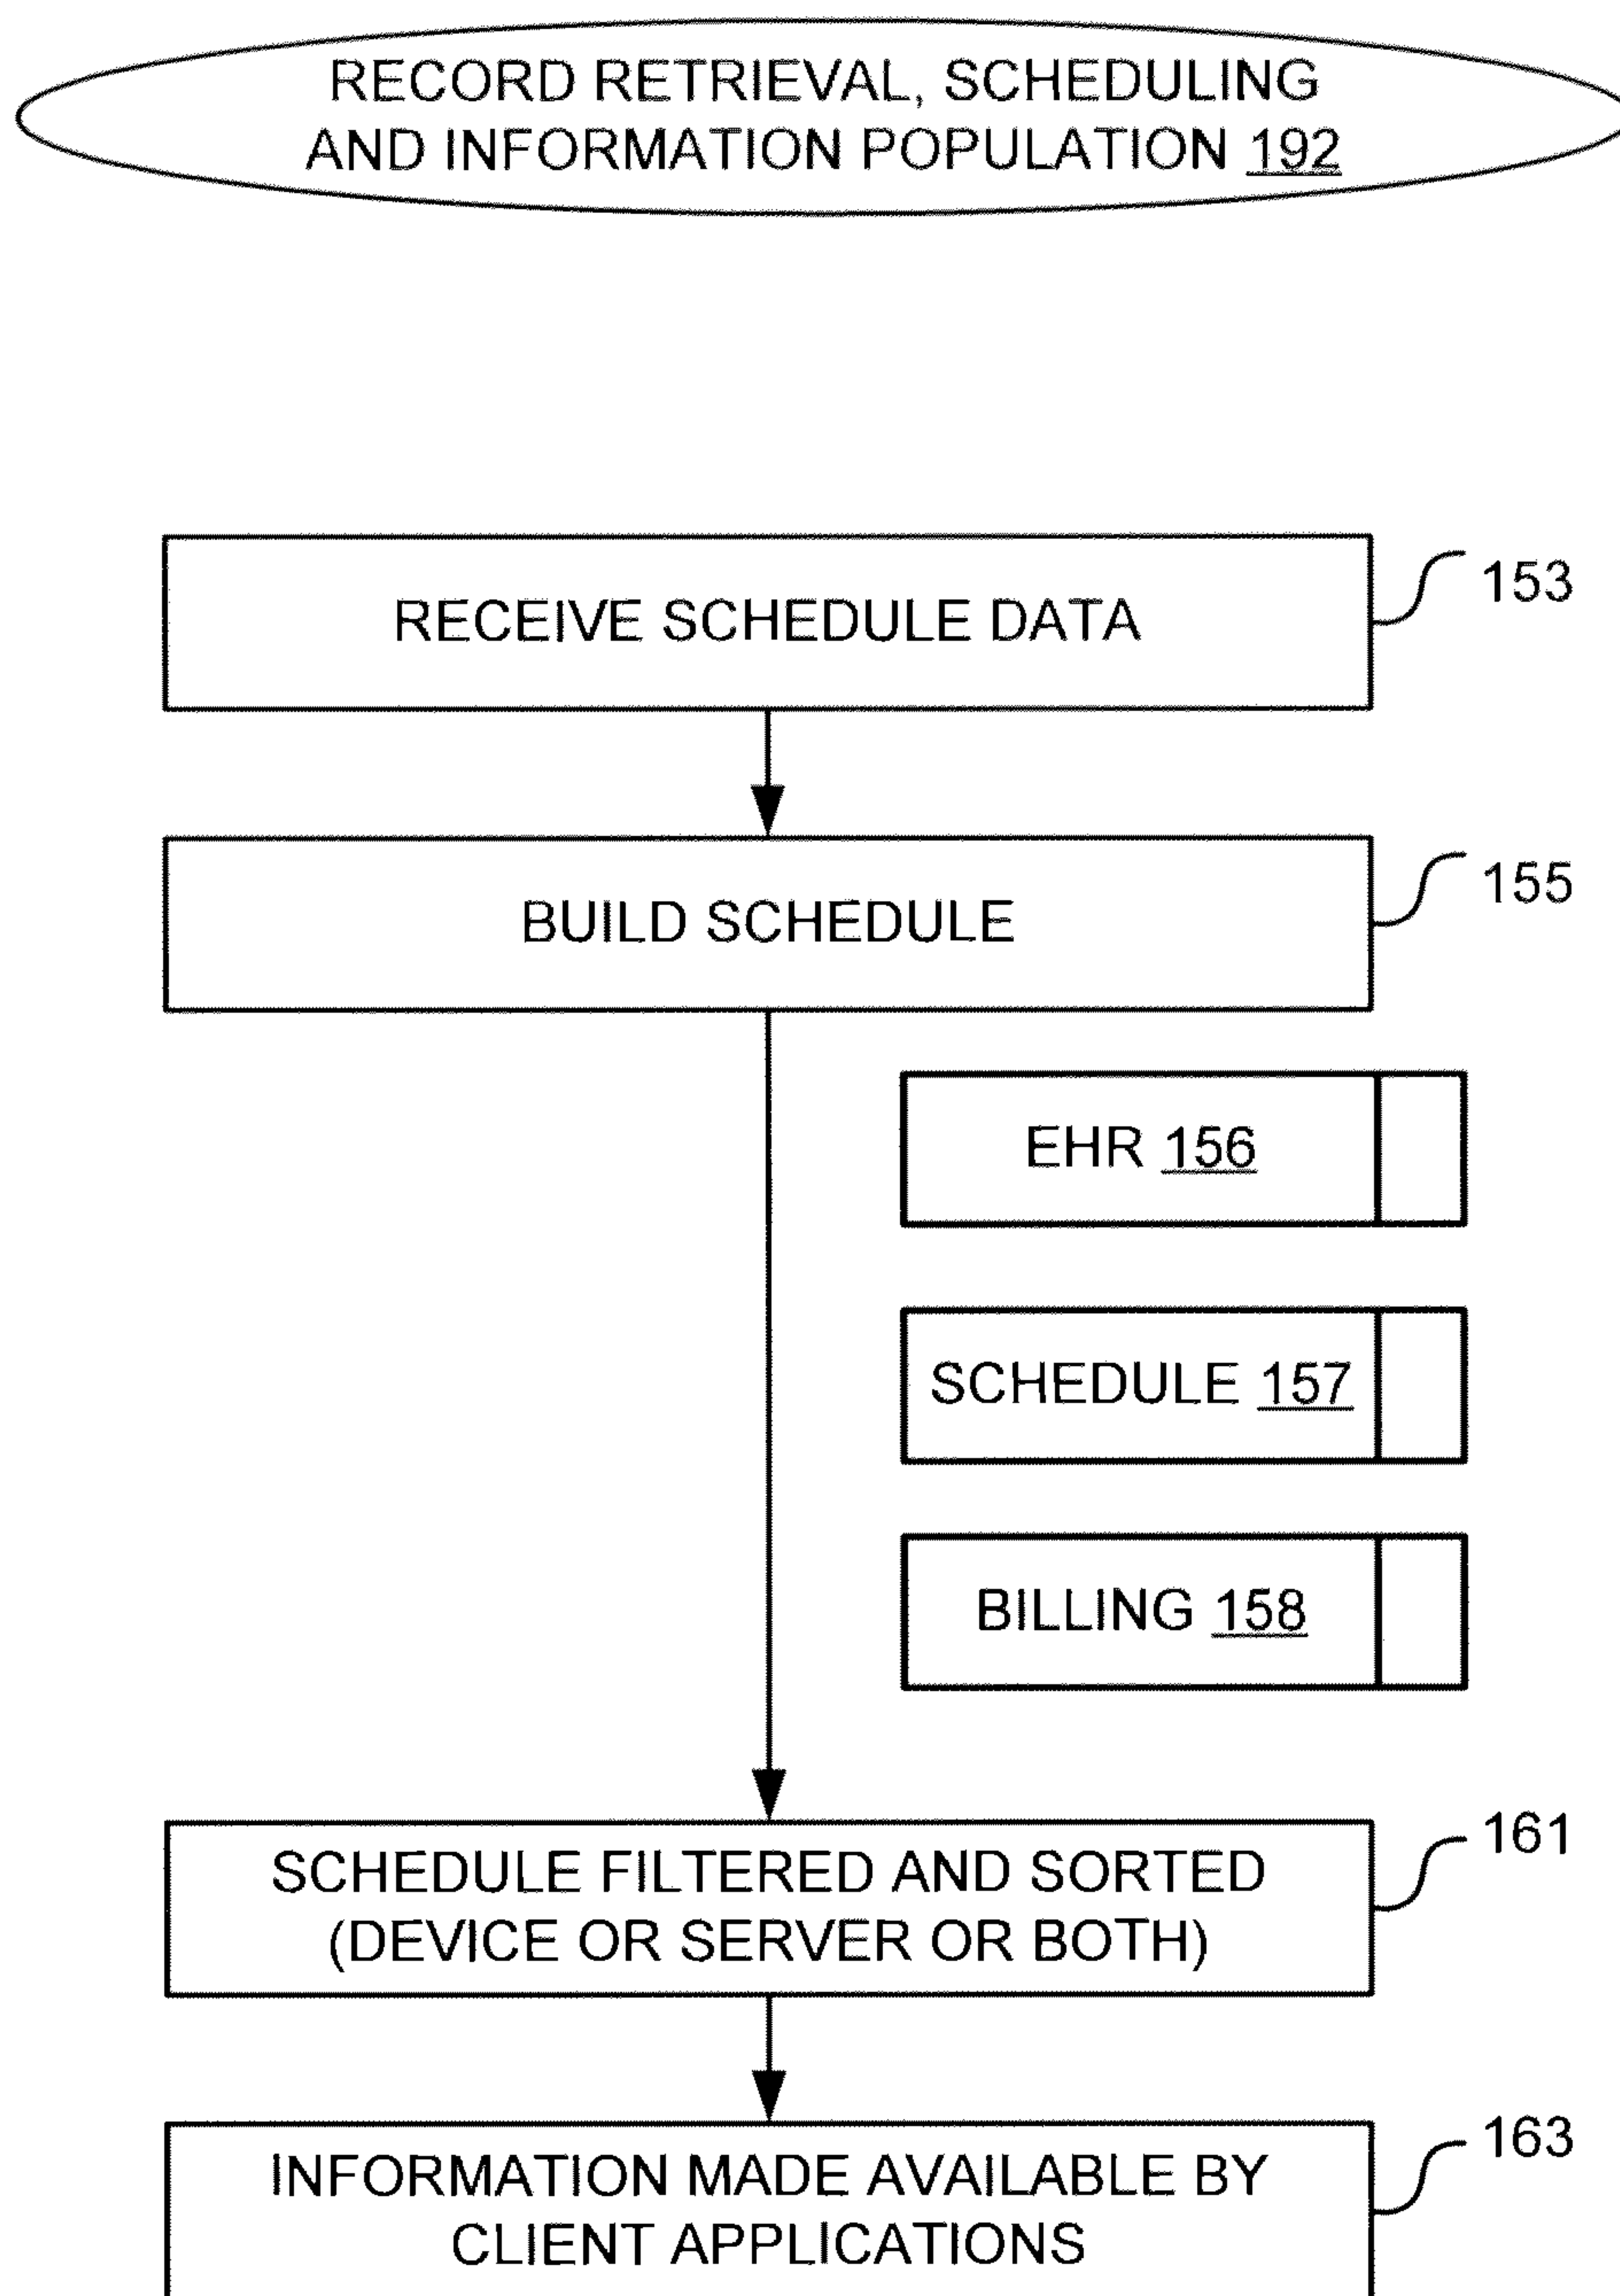 RECORD RETRIEVAL, SCHEDULING
AND INFORMATION POPULATION 192
RECEIVE SCHEDULE DATA
153
BUILD SCHEDULE
155
EHR 156
SCHEDULE 157
BILLING 158
SCHEDULE FILTERED AND SORTED
(DEVICE OR SERVER OR BOTH)
161
INFORMATION MADE AVAILABLE BY
CLIENT APPLICATIONS
163